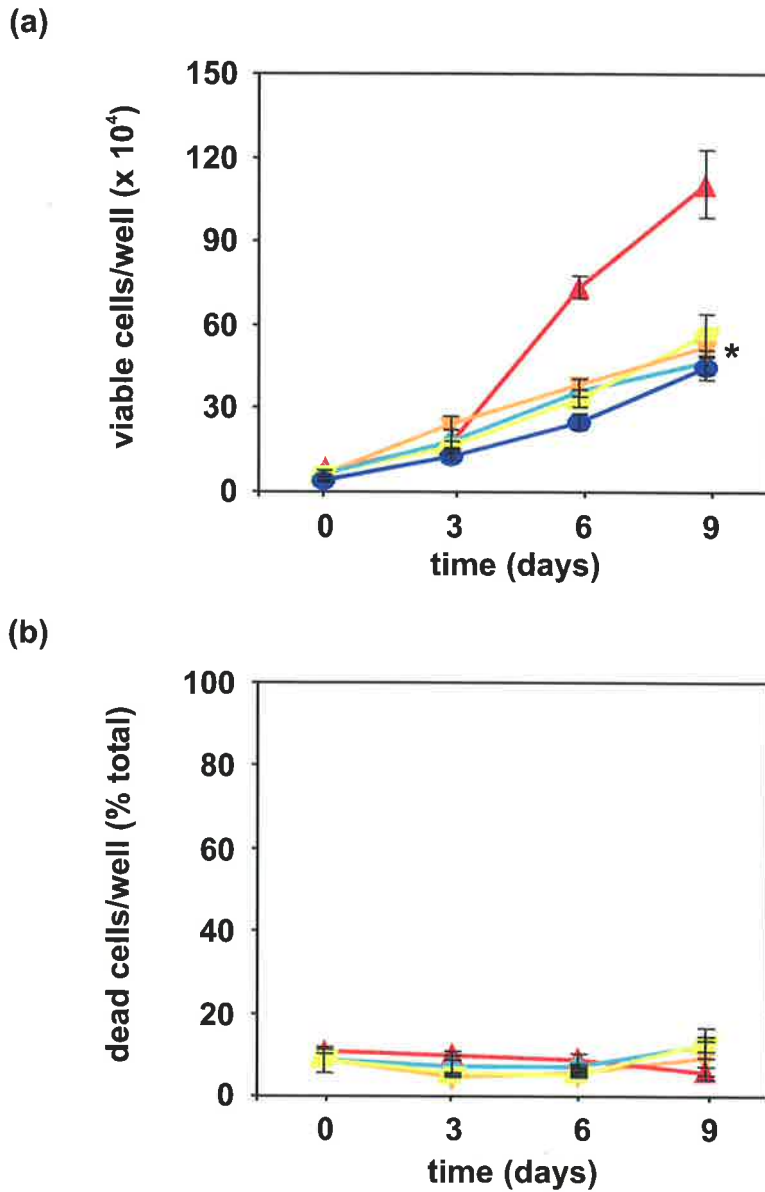 (a)
150
120
90
60
30
0
viable cells/well (x 10⁴)
*
0 3 6 9
time (days)
(b)
100
80
60
40
20
0
dead cells/well (% total)
0 3 6 9
time (days)